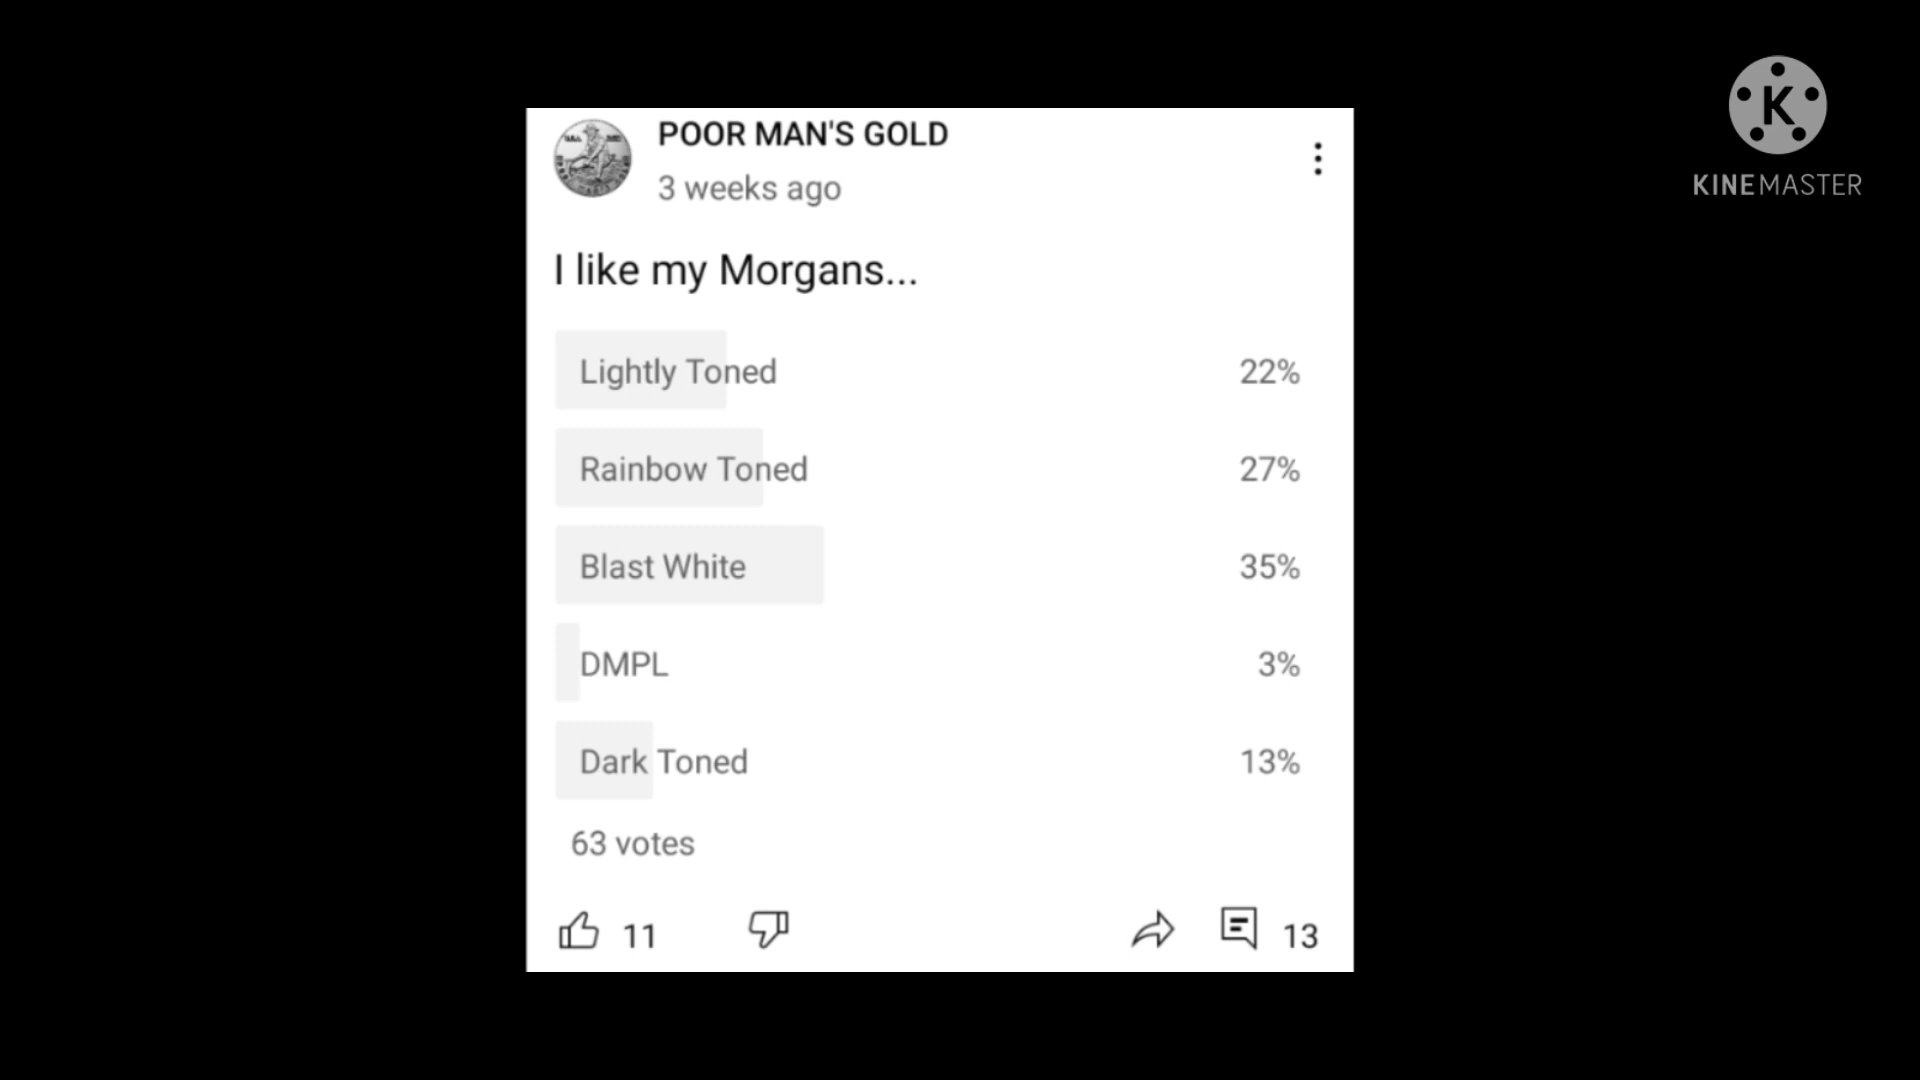 K
KINEMASTER
POOR MAN'S GOLD
3 weeks ago
I like my Morgans...
Lightly Toned 22%
Rainbow Toned 27%
Blast White 35%
DMPL 3%
Dark Toned 13%
63 votes
11 13